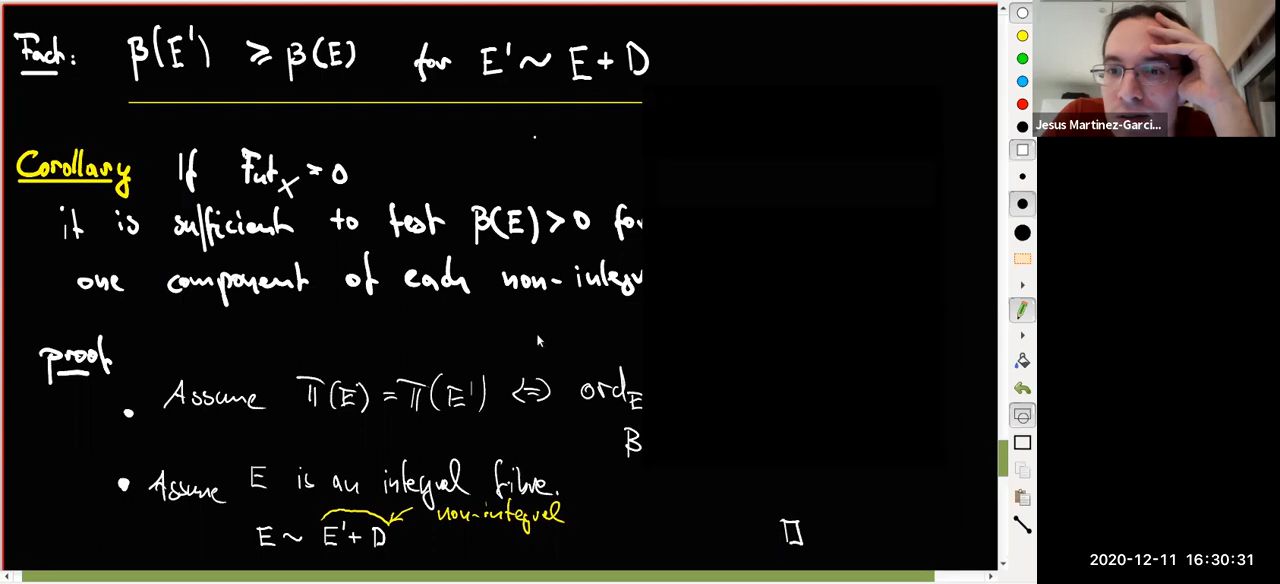 Fact: β(E') ≥ β(E) for E' ~ E + D
Corollary If Fut_X = 0
it is sufficient to test β(E) > 0 for
one component of each non-integr
proof
• Assume π(E) = π(E') ⇔ ord_E
B
• Assume E is an integral fibre.
non-integral
E ~ E' + D
□
Jesus Martinez-Garci...
2020-12-11 16:30:31